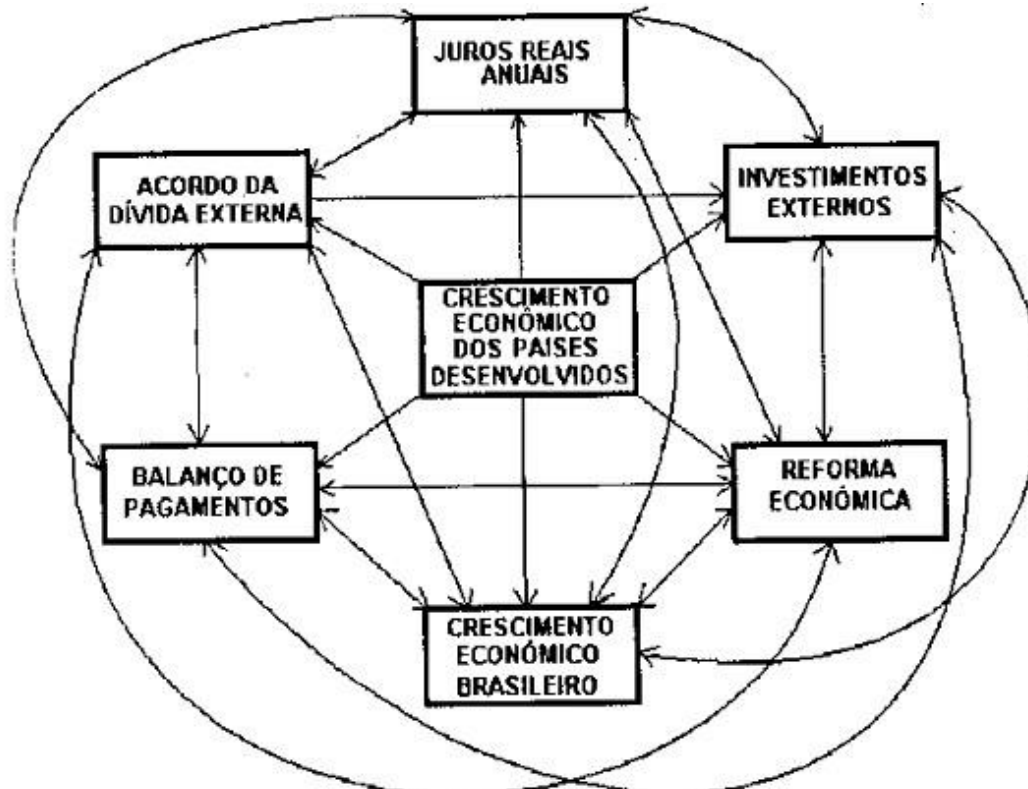 JUROS REAIS
ANUAIS
ACORDO DA
DÍVIDA EXTERNA
INVESTIMENTOS
EXTERNOS
CRESCIMENTO
ECONÔMICO
DOS PAISES
DESENVOLVIDOS
BALANÇO DE
PAGAMENTOS
REFORMA
ECONÔMICA
CRESCIMENTO
ECONÓMICO
BRASILEIRO